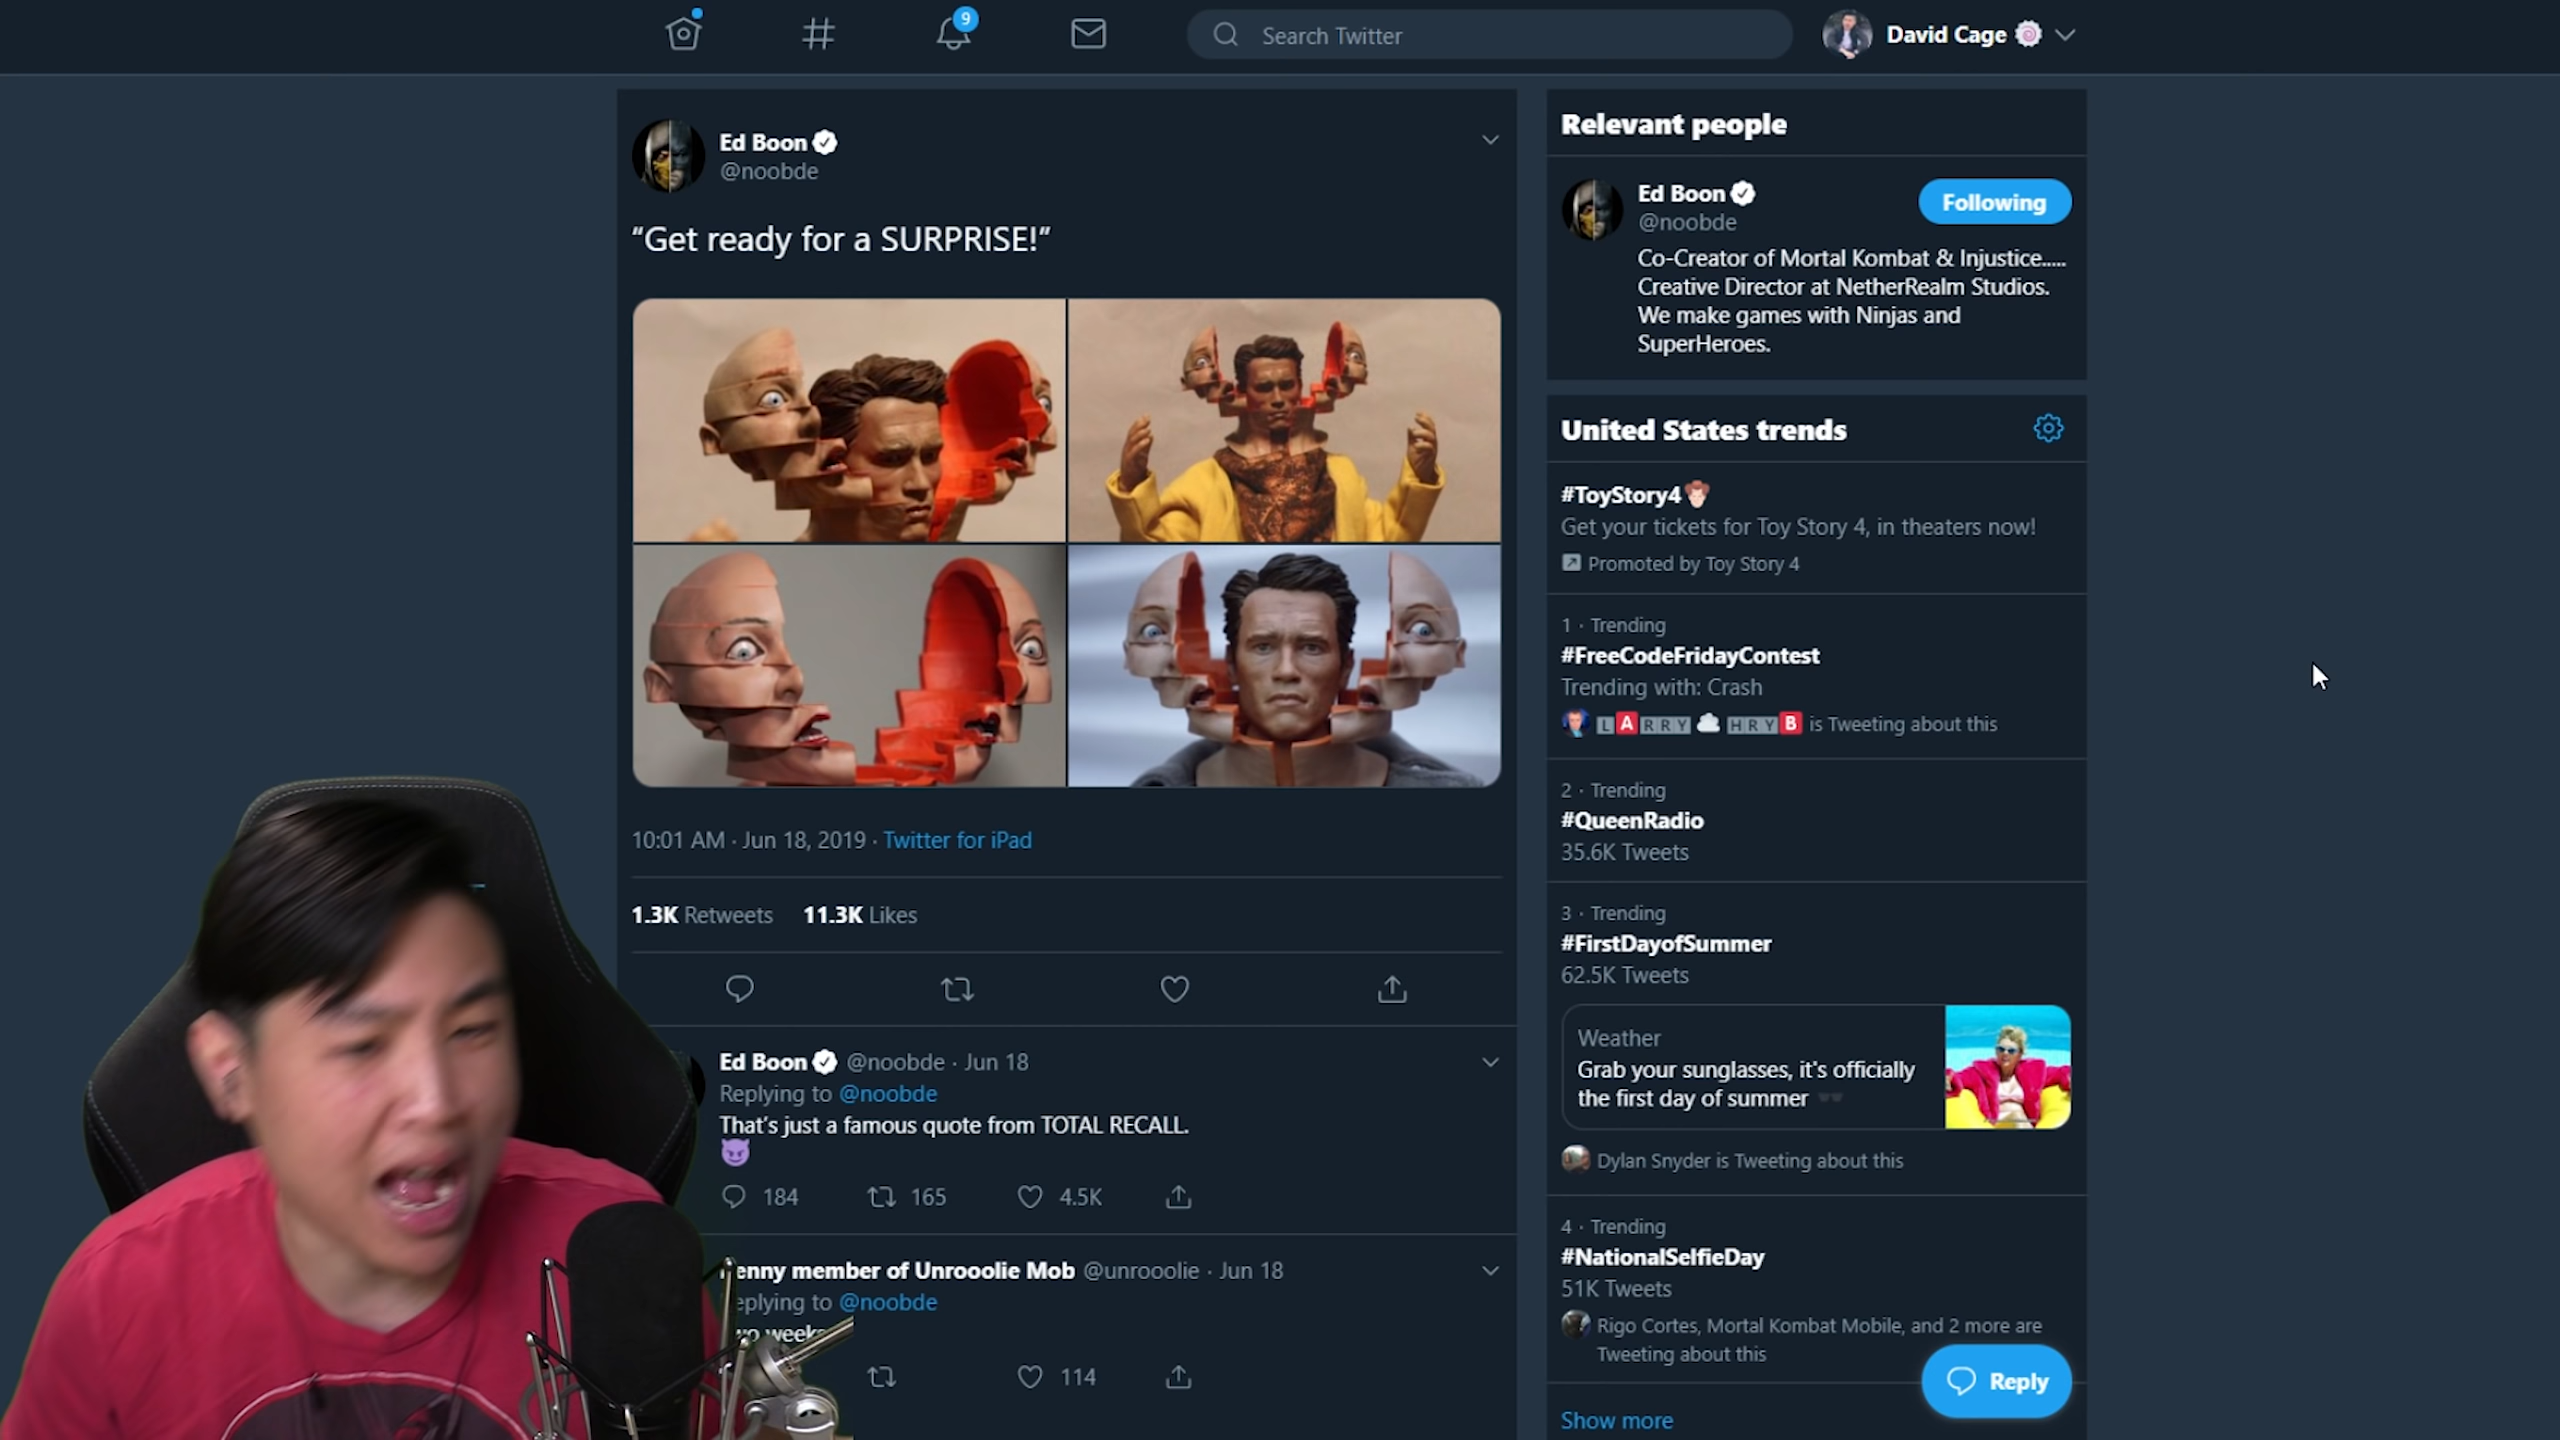 9
Search Twitter
David Cage
Ed Boon
@noobde
“Get ready for a SURPRISE!”
10:01 AM · Jun 18, 2019 · Twitter for iPad
1.3K Retweets 11.3K Likes
Ed Boon @noobde · Jun 18
Replying to @noobde
That's just a famous quote from TOTAL RECALL.
184 165 4.5K
enny member of Unrooolie Mob @unrooolie · Jun 18
eplying to @noobde
wo weeks
114
Relevant people
Ed Boon
@noobde
Following
Co-Creator of Mortal Kombat & Injustice.....
Creative Director at NetherRealm Studios.
We make games with Ninjas and
SuperHeroes.
United States trends
#ToyStory4
Get your tickets for Toy Story 4, in theaters now!
Promoted by Toy Story 4
1 · Trending
#FreeCodeFridayContest
Trending with: Crash
LARRY HRYB is Tweeting about this
2 · Trending
#QueenRadio
35.6K Tweets
3 · Trending
#FirstDayofSummer
62.5K Tweets
Weather
Grab your sunglasses, it's officially
the first day of summer
Dylan Snyder is Tweeting about this
4 · Trending
#NationalSelfieDay
51K Tweets
Rigo Cortes, Mortal Kombat Mobile, and 2 more are
Tweeting about this
Reply
Show more